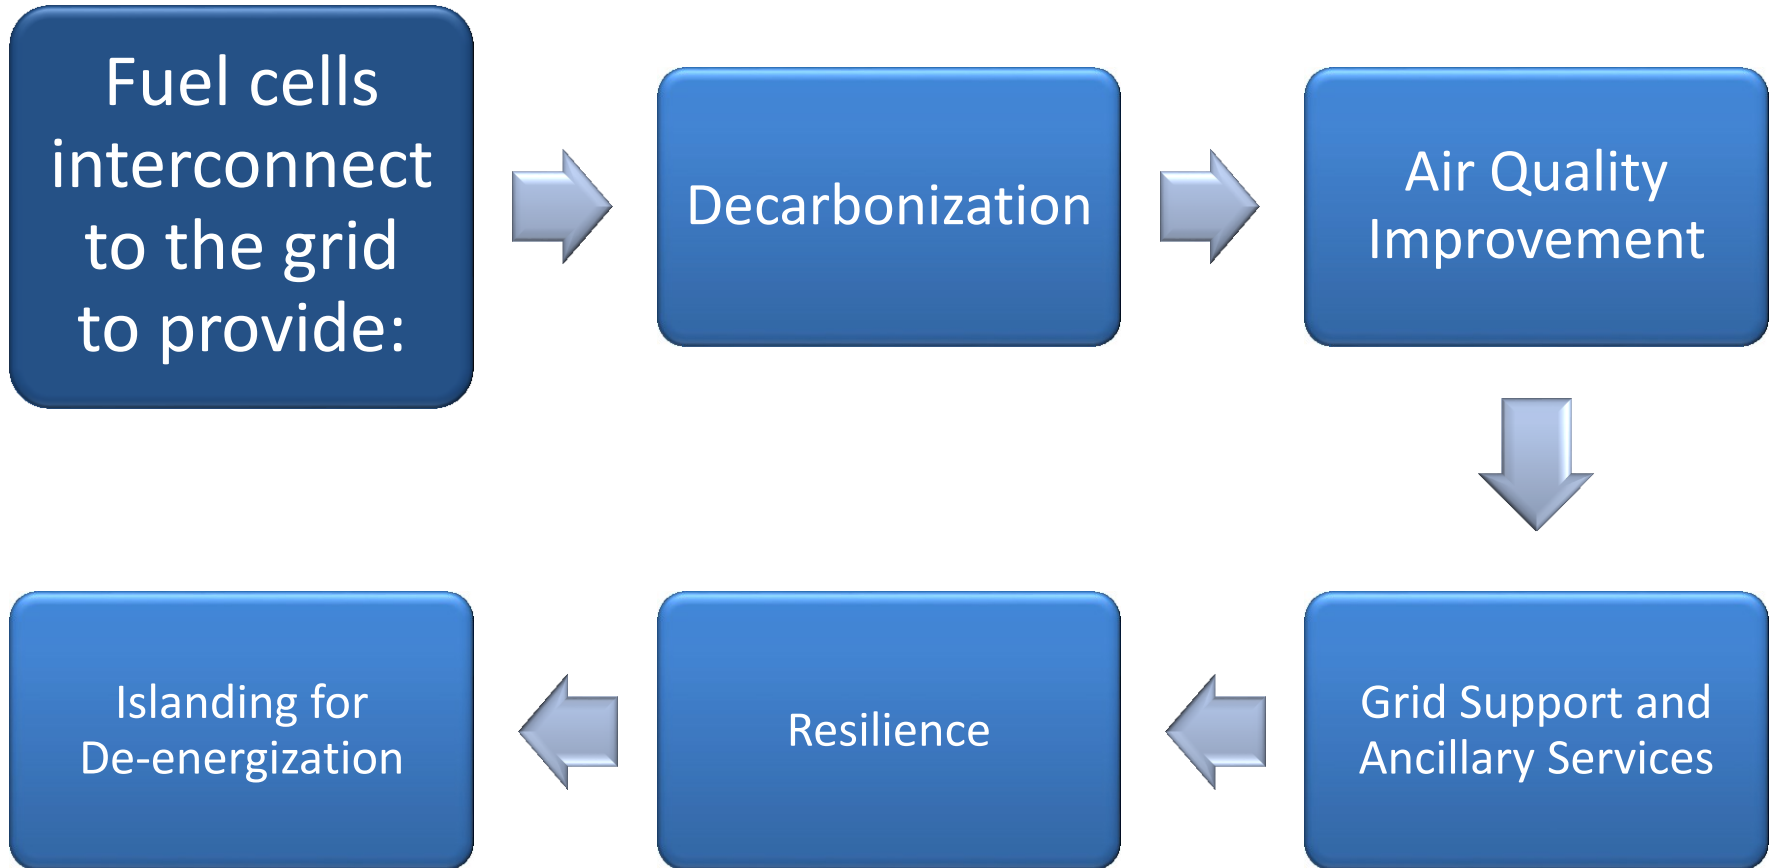 Fuel cells
interconnect
to the grid
to provide:
Decarbonization
Air Quality
Improvement
Grid Support and
Ancillary Services
Resilience
Islanding for
De-energization